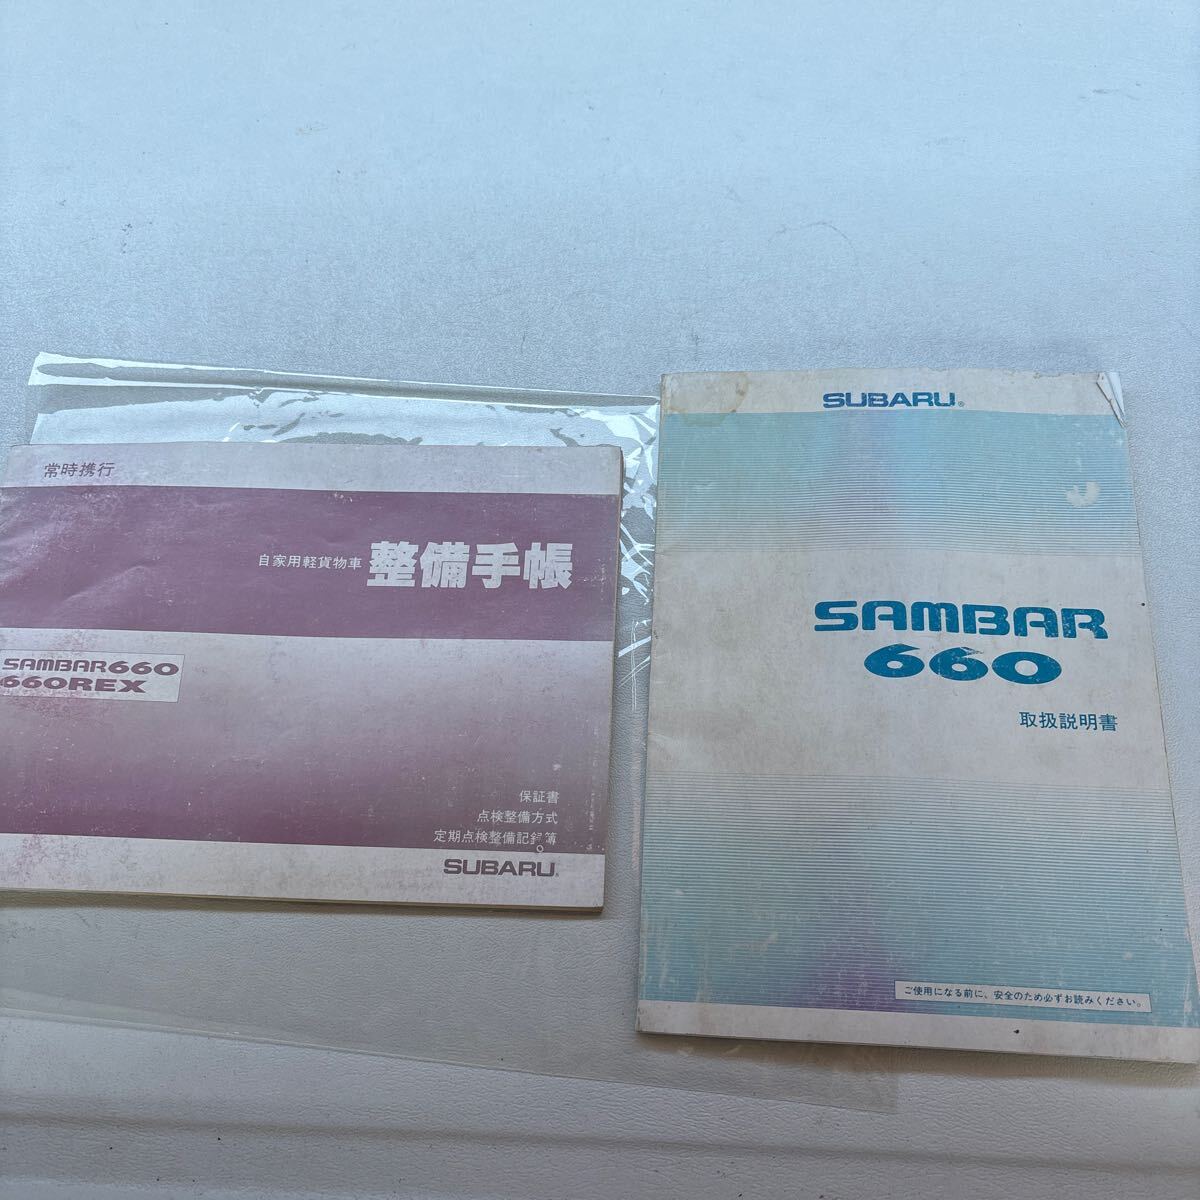 常時携行
自家用軽貨物車 整備手帳
SAMBAR660
660REX
保証書
点検整備方式
定期点検整備記録簿
SUBARU®
SUBARU®
SAMBAR
660
取扱説明書
ご使用になる前に、安全のため必ずお読みください。